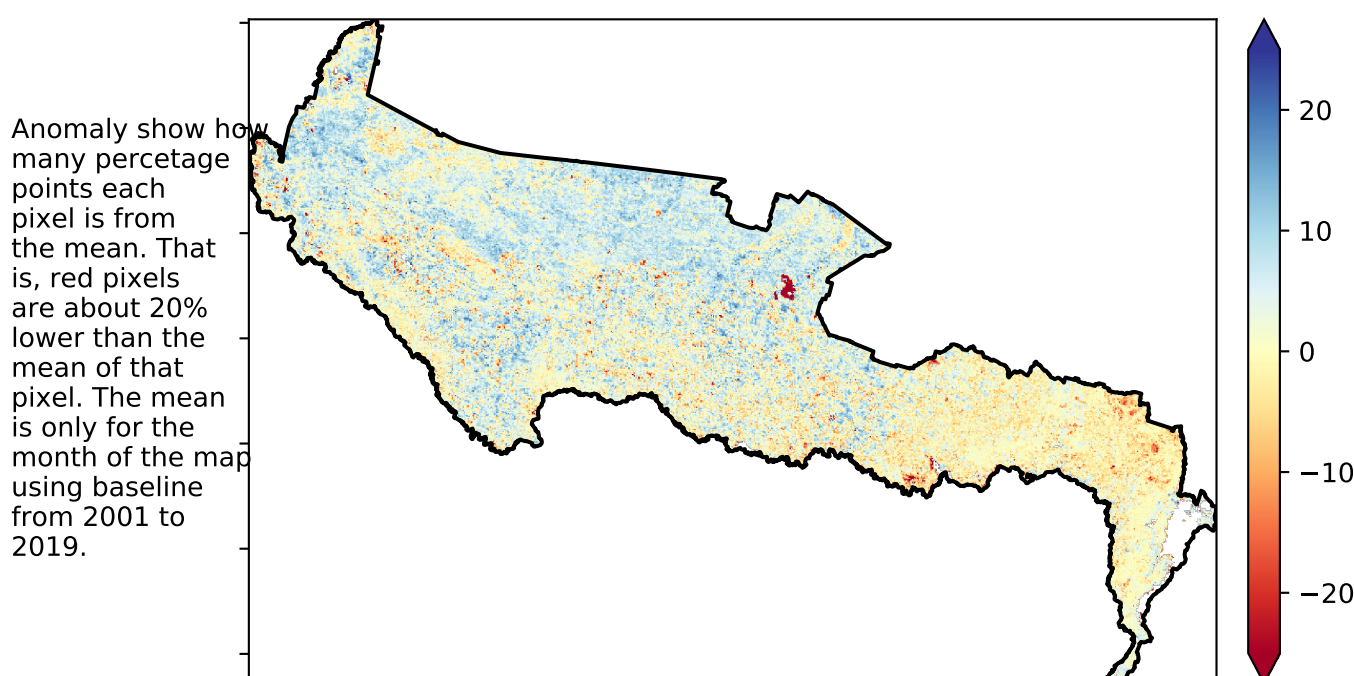 Anomaly show how
many percetage
points each
pixel is from
the mean. That
is, red pixels
are about 20%
lower than the
mean of that
pixel. The mean
is only for the
month of the map
using baseline
from 2001 to
2019.
20
10
0
−10
−20